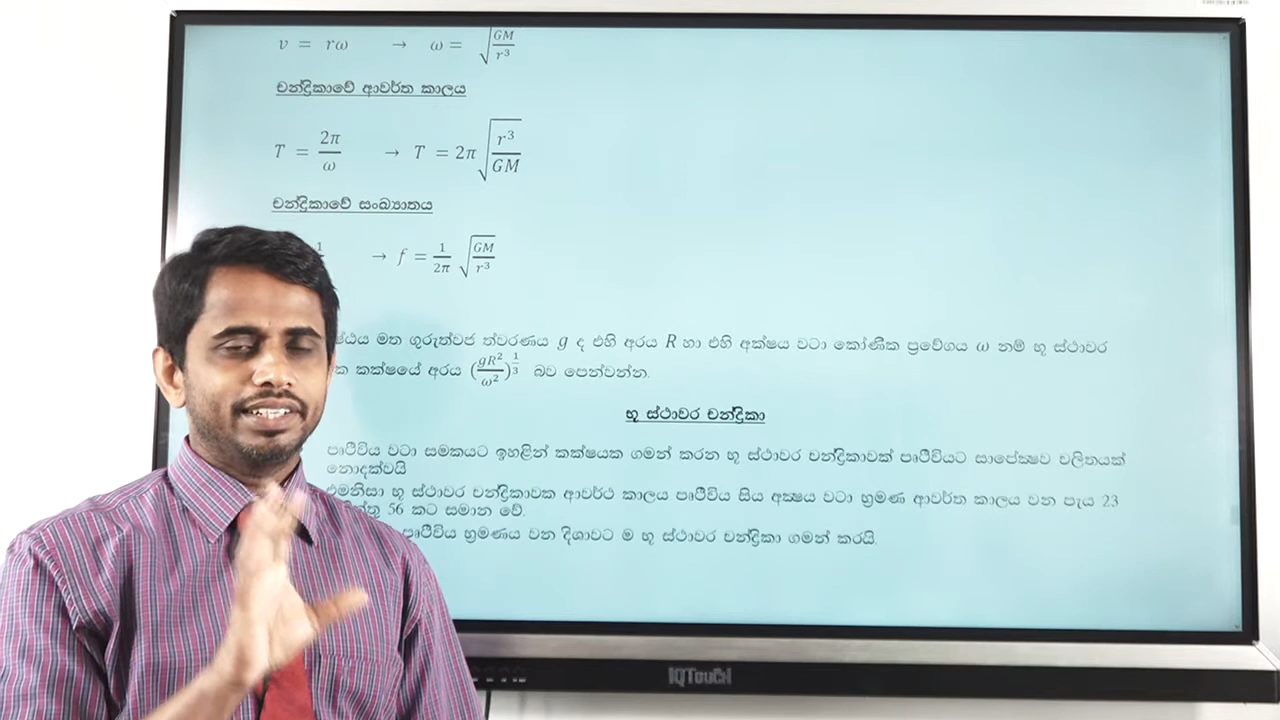 v = rω → ω = √(GM/r³)
චන්ද්‍රිකාවේ ආවර්ත කාලය
T = 2π/ω → T = 2π√(r³/GM)
චන්ද්‍රිකාවේ සංඛ්‍යාතය
1 → f = 1/2π √(GM/r³)
මත ගුරුත්වජ ත්වරණය g ද එහි අරය R හා එහි අක්ෂය වටා කෝණික ප්‍රවේගය ω නම් භූ ස්ථාවර
කක්ෂයේ අරය (gR²/ω²)^(1/3) බව පෙන්වන්න.
භූ ස්ථාවර චන්ද්‍රිකා
පෘථිවිය වටා සමකයට ඉහළින් කක්ෂයක ගමන් කරන භූ ස්ථාවර චන්ද්‍රිකාවක් පෘථිවියට සාපේක්‍ෂව චලිතයක්
නොදක්වයි
එමනිසා භූ ස්ථාවර චන්ද්‍රිකාවක ආවර්ථ කාලය පෘථිවිය සිය අක්‍ෂය වටා භ්‍රමණ ආවර්ත කාලය වන පැය 23
56 කට සමාන වේ.
පෘථිවිය භ්‍රමණය වන දිශාවට ම භූ ස්ථාවර චන්ද්‍රිකා ගමන් කරයි.
IQTouch